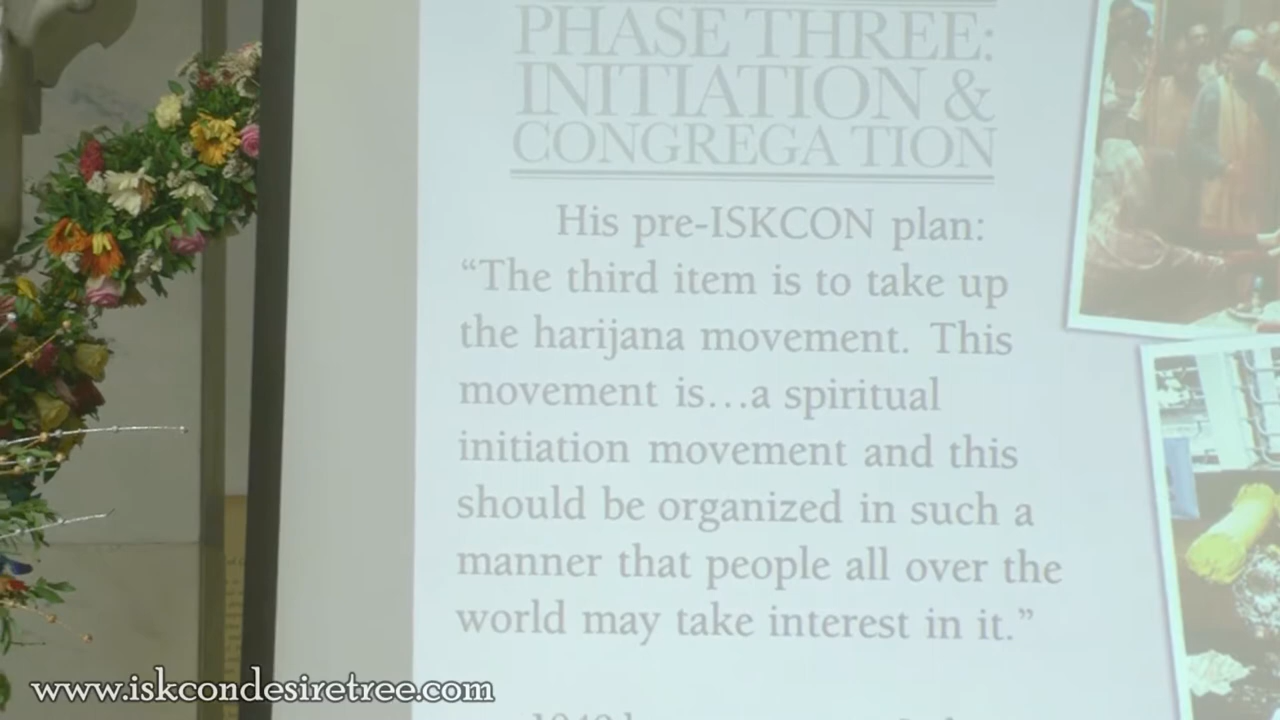 PHASE THREE:
INITIATION &
CONGREGATION
His pre-ISKCON plan:
“The third item is to take up
the harijana movement. This
movement is…a spiritual
initiation movement and this
should be organized in such a
manner that people all over the
world may take interest in it.”
www.iskcondesiretree.com